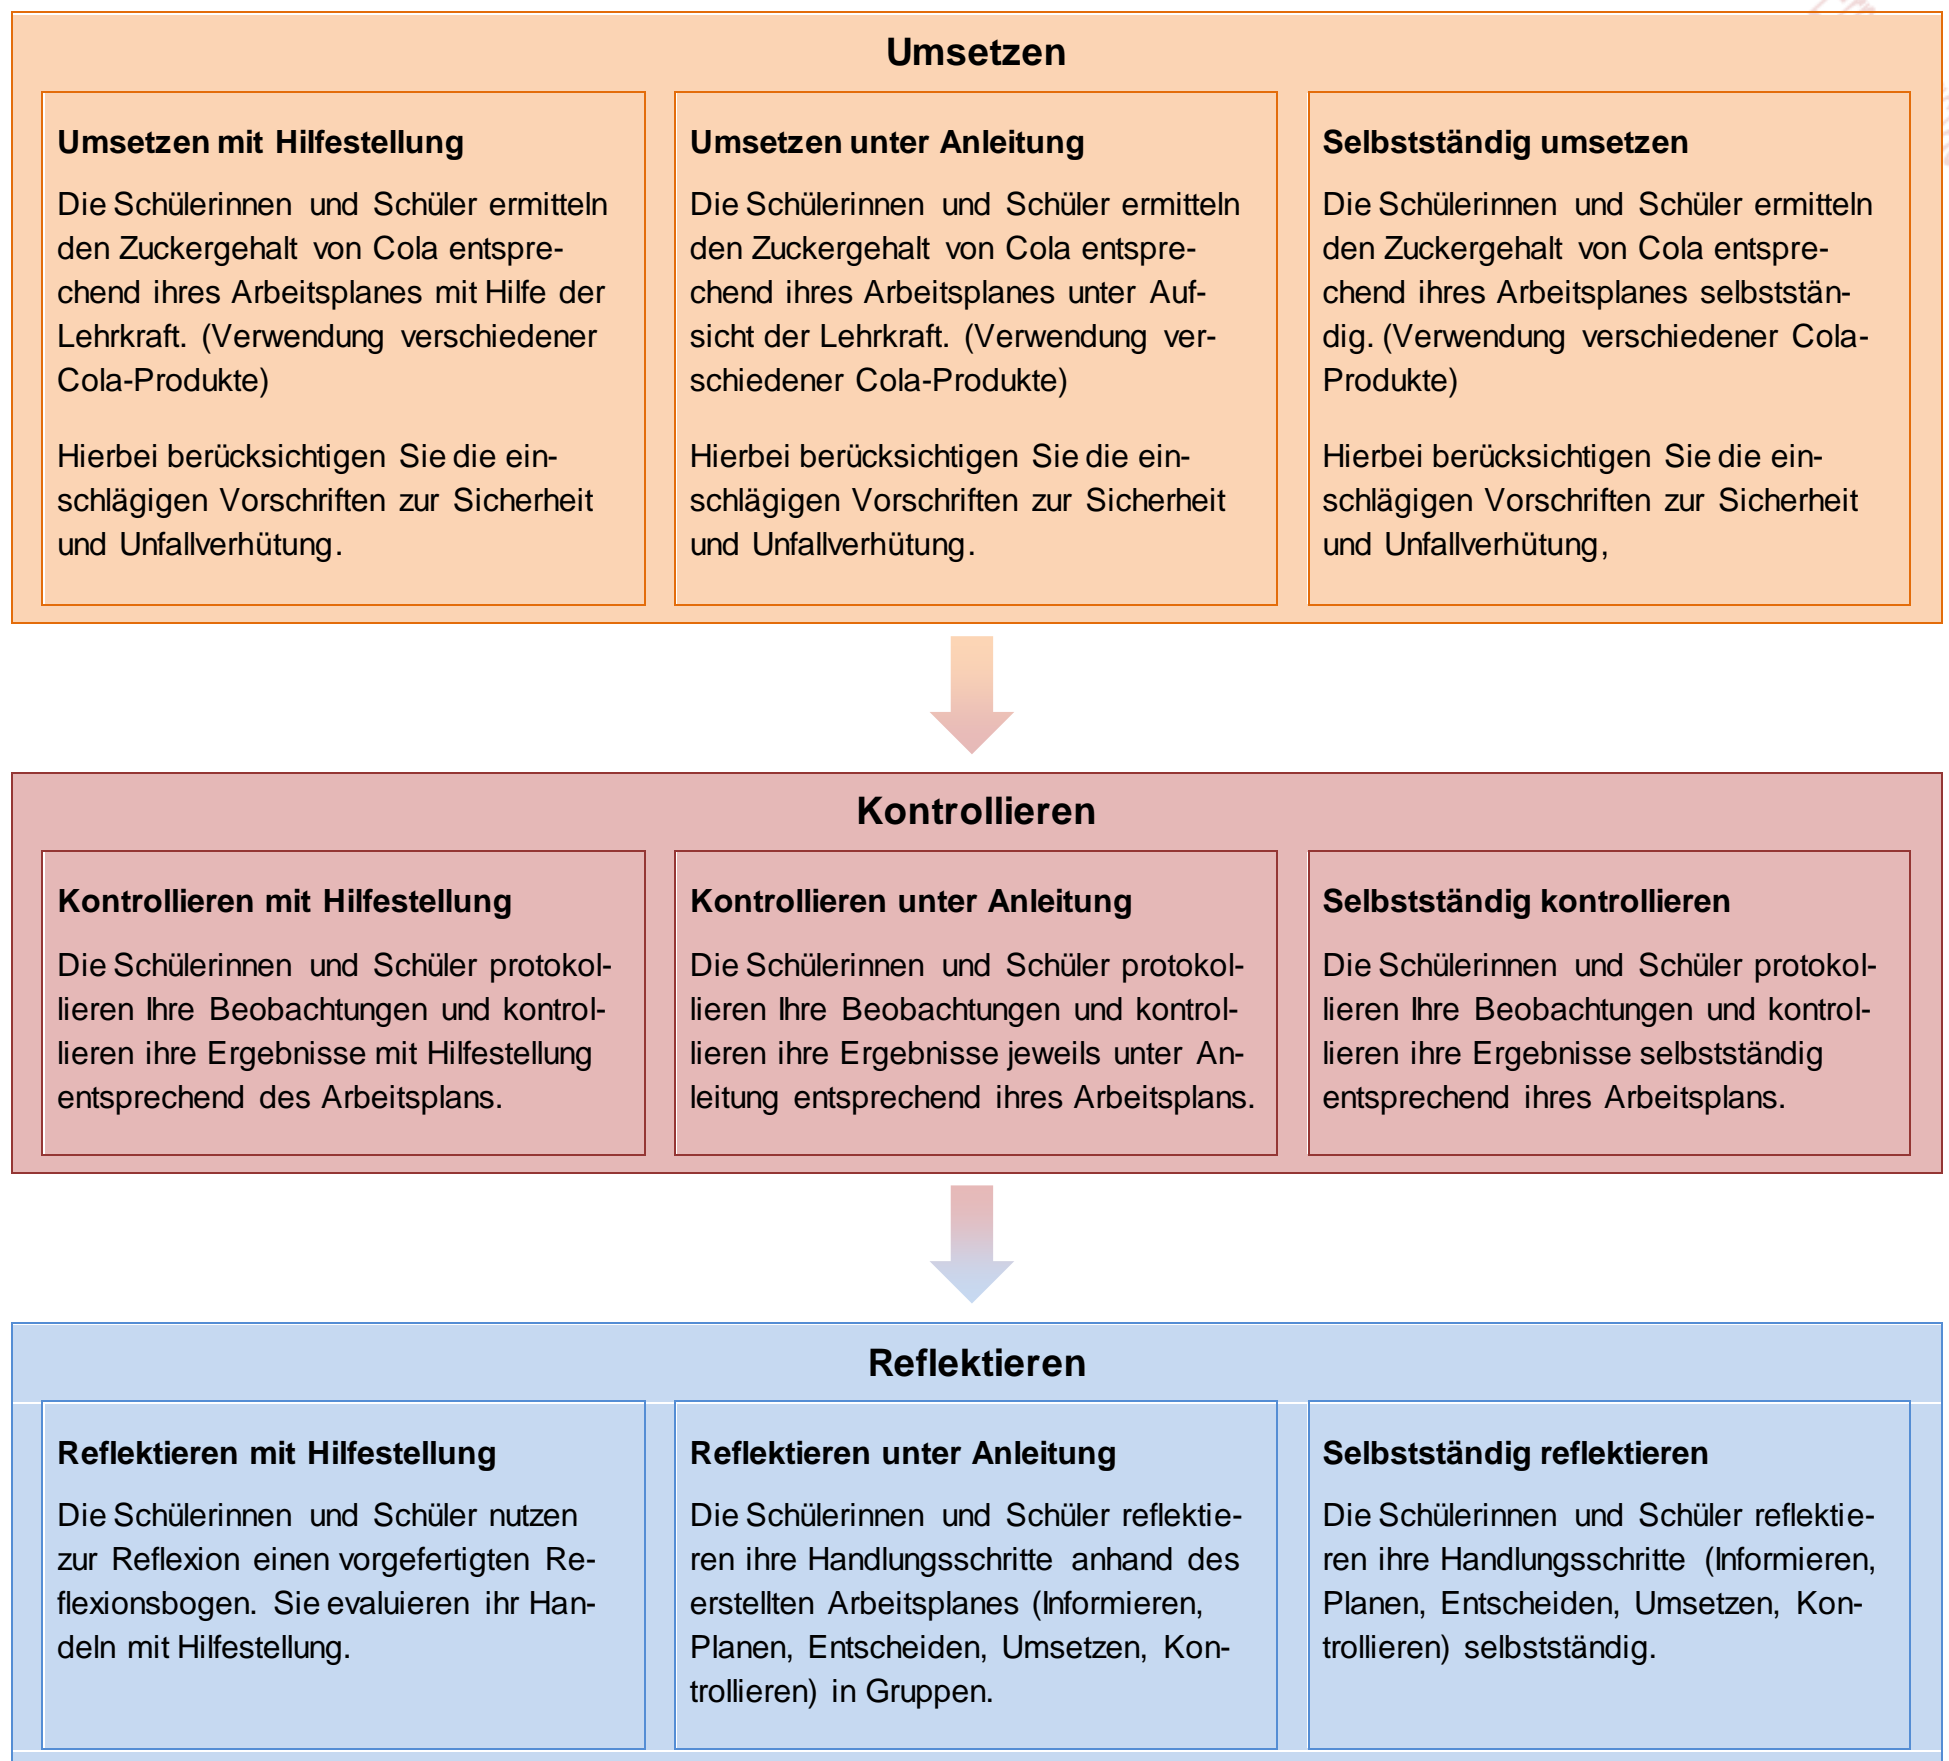 Umsetzen
Umsetzen mit Hilfestellung
Die Schülerinnen und Schüler ermitteln
den Zuckergehalt von Cola entspre-
chend ihres Arbeitsplanes mit Hilfe der
Lehrkraft. (Verwendung verschiedener
Cola-Produkte)
Hierbei berücksichtigen Sie die ein-
schlägigen Vorschriften zur Sicherheit
und Unfallverhütung.
Umsetzen unter Anleitung
Die Schülerinnen und Schüler ermitteln
den Zuckergehalt von Cola entspre-
chend ihres Arbeitsplanes unter Auf-
sicht der Lehrkraft. (Verwendung ver-
schiedener Cola-Produkte)
Hierbei berücksichtigen Sie die ein-
schlägigen Vorschriften zur Sicherheit
und Unfallverhütung.
Selbstständig umsetzen
Die Schülerinnen und Schüler ermitteln
den Zuckergehalt von Cola entspre-
chend ihres Arbeitsplanes selbststän-
dig. (Verwendung verschiedener Cola-
Produkte)
Hierbei berücksichtigen Sie die ein-
schlägigen Vorschriften zur Sicherheit
und Unfallverhütung,
Kontrollieren
Kontrollieren mit Hilfestellung
Die Schülerinnen und Schüler protokol-
lieren Ihre Beobachtungen und kontrol-
lieren ihre Ergebnisse mit Hilfestellung
entsprechend des Arbeitsplans.
Kontrollieren unter Anleitung
Die Schülerinnen und Schüler protokol-
lieren Ihre Beobachtungen und kontrol-
lieren ihre Ergebnisse jeweils unter An-
leitung entsprechend ihres Arbeitsplans.
Selbstständig kontrollieren
Die Schülerinnen und Schüler protokol-
lieren Ihre Beobachtungen und kontrol-
lieren ihre Ergebnisse selbstständig
entsprechend ihres Arbeitsplans.
Reflektieren
Reflektieren mit Hilfestellung
Die Schülerinnen und Schüler nutzen
zur Reflexion einen vorgefertigten Re-
flexionsbogen. Sie evaluieren ihr Han-
deln mit Hilfestellung.
Reflektieren unter Anleitung
Die Schülerinnen und Schüler reflektie-
ren ihre Handlungsschritte anhand des
erstellten Arbeitsplanes (Informieren,
Planen, Entscheiden, Umsetzen, Kon-
trollieren) in Gruppen.
Selbstständig reflektieren
Die Schülerinnen und Schüler reflektie-
ren ihre Handlungsschritte (Informieren,
Planen, Entscheiden, Umsetzen, Kon-
trollieren) selbstständig.